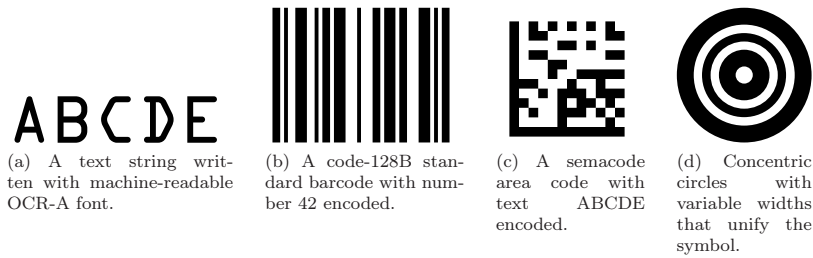 ABCDE
(a) A text string writ-
ten with machine-readable
OCR-A font.
(b) A code-128B stan-
dard barcode with num-
ber 42 encoded.
(c) A semacode
area code with
text ABCDE
encoded.
(d) Concentric
circles with
variable widths
that unify the
symbol.